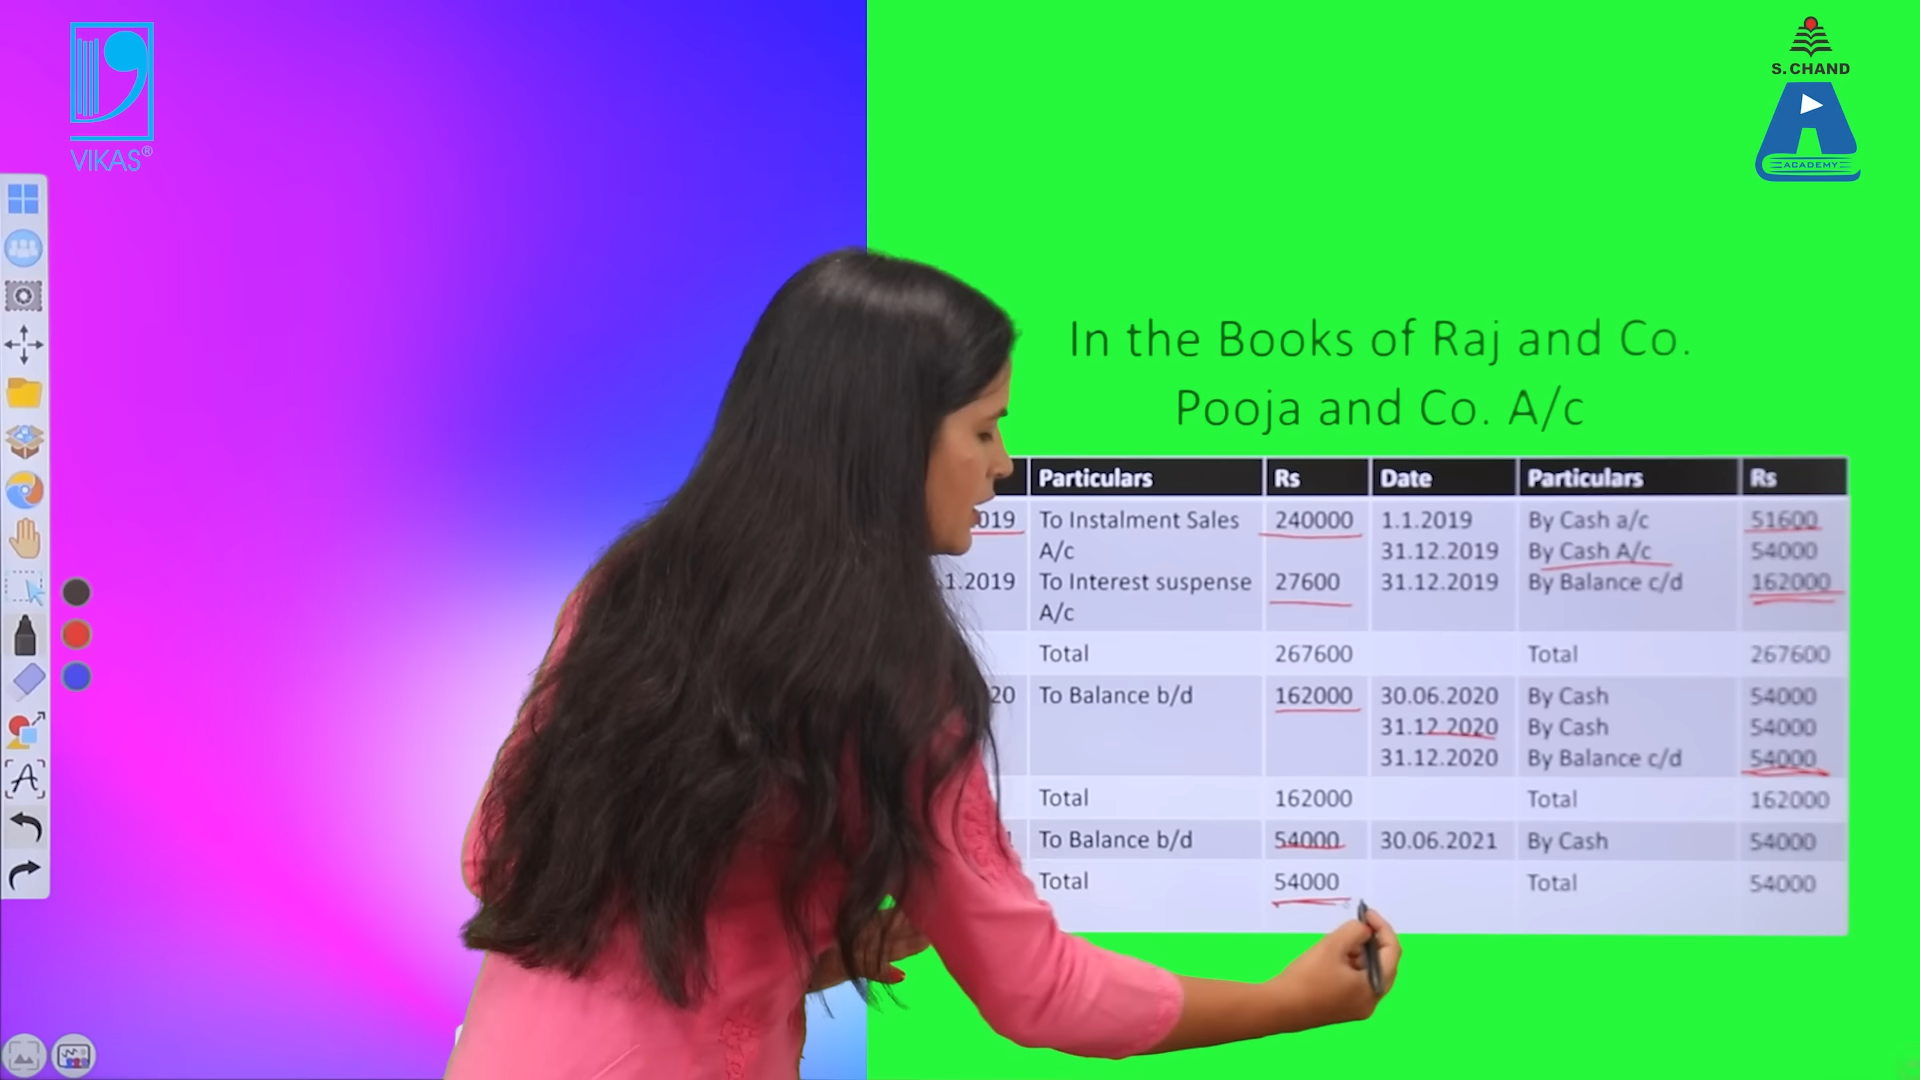 VIKAS®
S. CHAND
ACADEMY
In the Books of Raj and Co.
Pooja and Co. A/c
Particulars Rs Date Particulars Rs
019 To Instalment Sales 240000 1.1.2019 By Cash a/c 51600
A/c 31.12.2019 By Cash A/c 54000
1.2019 To Interest suspense 27600 31.12.2019 By Balance c/d 162000
A/c
Total 267600 Total 267600
20 To Balance b/d 162000 30.06.2020 By Cash 54000
31.12.2020 By Cash 54000
31.12.2020 By Balance c/d 54000
Total 162000 Total 162000
To Balance b/d 54000 30.06.2021 By Cash 54000
Total 54000 Total 54000